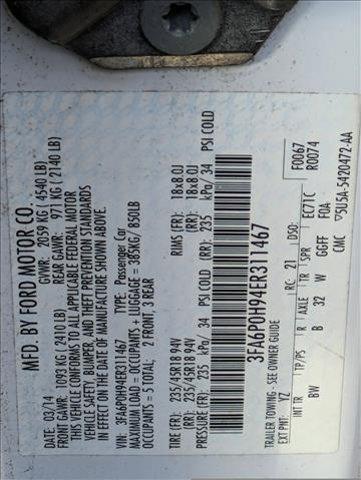 MFD. BY FORD MOTOR CO.
03/14 GVWR: 2059 KG (4540 LB)
FRONT GAWR: 1093 KG (2410 LB) REAR GAWR: 971 KG (2140 LB)
THIS VEHICLE CONFORMS TO ALL APPLICABLE FEDERAL MOTOR
VEHICLE SAFETY, BUMPER, AND THEFT PREVENTION STANDARDS
IN EFFECT ON THE DATE OF MANUFACTURE SHOWN ABOVE.
VIN: 3FA6P0H94ER311467
TYPE: Passenger Car
MAXIMUM LOAD = OCCUPANTS + LUGGAGE = 385KG / 850LB
OCCUPANTS = 5 TOTAL: 2 FRONT, 3 REAR
TIRE (FR): 235/45R18 94V RIMS (FR): 18x8.0J
TIRE (RR): 235/45R18 94V (RR): 18x8.0J
PRESSURE (FR): 235 kPa/ 34 PSI COLD (RR): 235 kPa/ 34 PSI COLD
3FA6P0H94ER311467
TRAILER TOWING - SEE OWNER GUIDE
F0067
R0074
EXT PNT: YZ RC: 21 DSO:
INT TR TP/PS R AXLE TR SPR EC71C
BW B 32 W GGFF F0A
CMC 5U5A-5420472-AA